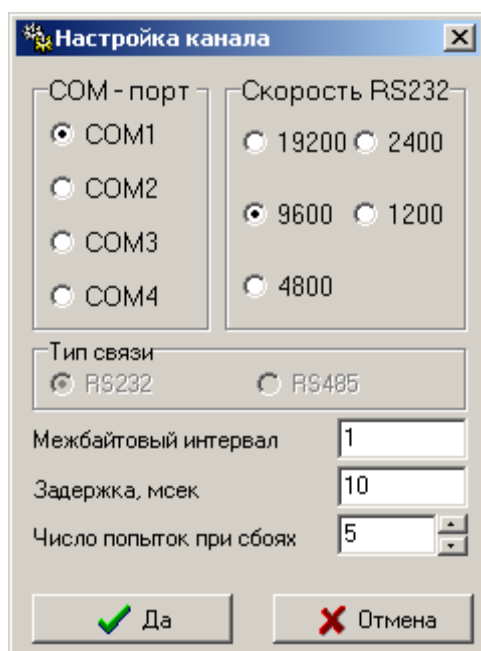 Настройка канала
COM - порт
COM1
COM2
COM3
COM4
Скорость RS232
19200 2400
9600 1200
4800
Тип связи
RS232 RS485
Межбайтовый интервал 1
Задержка, мсек 10
Число попыток при сбоях 5
Да Отмена